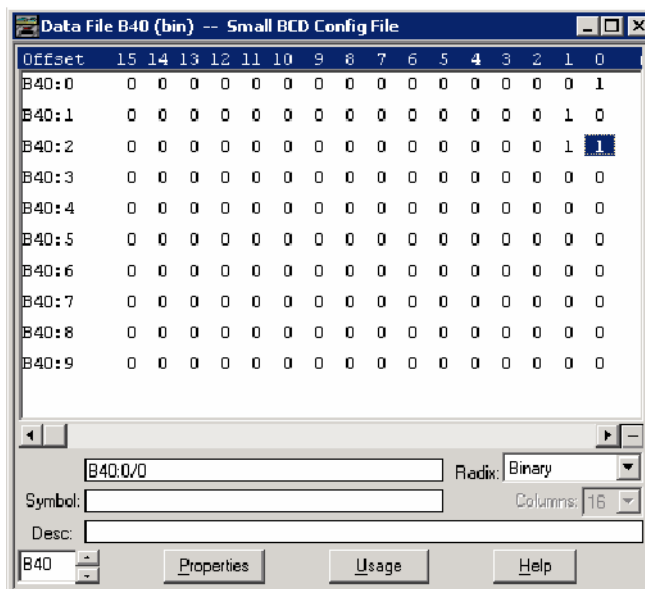 Data File B40 (bin) -- Small BCD Config File
Offset 15 14 13 12 11 10 9 8 7 6 5 4 3 2 1 0
B40:0 0 0 0 0 0 0 0 0 0 0 0 0 0 0 0 1
B40:1 0 0 0 0 0 0 0 0 0 0 0 0 0 0 1 0
B40:2 0 0 0 0 0 0 0 0 0 0 0 0 0 0 1 1
B40:3 0 0 0 0 0 0 0 0 0 0 0 0 0 0 0 0
B40:4 0 0 0 0 0 0 0 0 0 0 0 0 0 0 0 0
B40:5 0 0 0 0 0 0 0 0 0 0 0 0 0 0 0 0
B40:6 0 0 0 0 0 0 0 0 0 0 0 0 0 0 0 0
B40:7 0 0 0 0 0 0 0 0 0 0 0 0 0 0 0 0
B40:8 0 0 0 0 0 0 0 0 0 0 0 0 0 0 0 0
B40:9 0 0 0 0 0 0 0 0 0 0 0 0 0 0 0 0
B40:0/0 Radix: Binary
Symbol: Columns: 16
Desc:
B40 Properties Usage Help